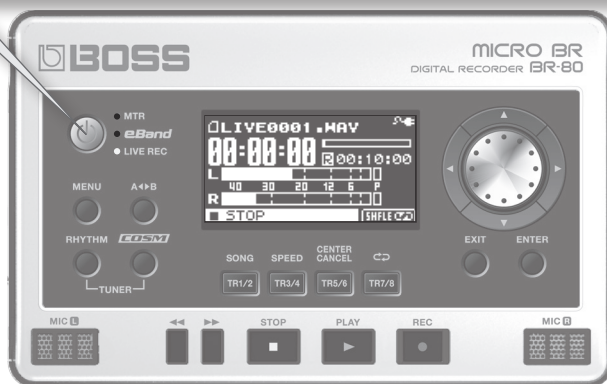 BOSS
MICRO BR
DIGITAL RECORDER BR-80
MTR
eBand
LIVE REC
LIVE0001.WAV
00:00:00
R 00:10:00
L
40 30 20 12 6 P
R
STOP
SHFLE
MENU
A◂▸B
RHYTHM
COSM
TUNER
SONG
SPEED
CENTER
CANCEL
TR1/2
TR3/4
TR5/6
TR7/8
EXIT
ENTER
MIC L
STOP
PLAY
REC
MIC R